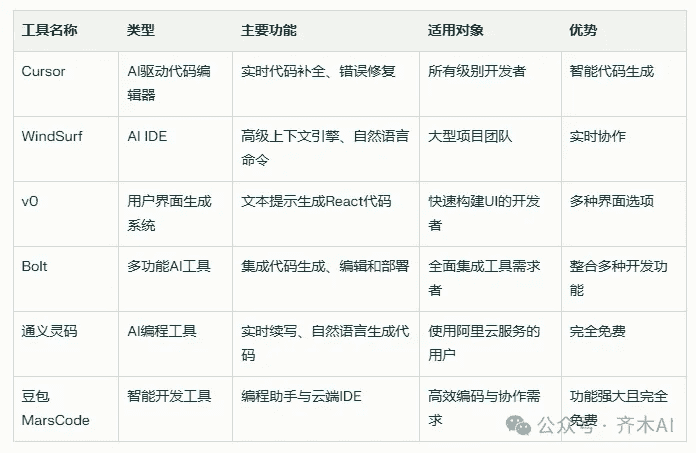 工具名称 类型 主要功能 适用对象 优势
Cursor AI驱动代码编 实时代码补全、错误修复 所有级别开发者 智能代码生成
辑器
WindSurf AI IDE 高级上下文引擎、自然语言 大型项目团队 实时协作
命令
v0 用户界面生成 文本提示生成React代码 快速构建UI的开发 多种界面选项
系统 者
Bolt 多功能AI工具 集成代码生成、编辑和部署 全面集成工具需求 整合多种开发功
者 能
通义灵码 AI编程工具 实时续写、自然语言生成代 使用阿里云服务的 完全免费
码 用户
豆包 智能开发工具 编程助手与云端IDE 高效编码与协作需 功能强大且完全
MarsCode 求 免费
公众号·齐木AI